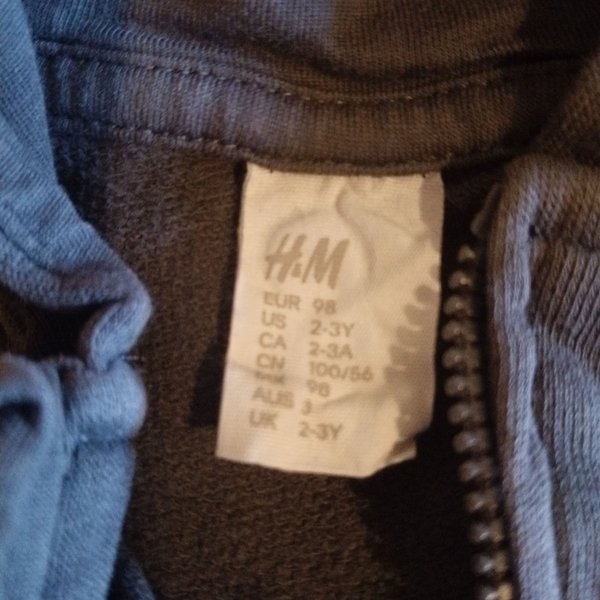 H&M
EUR 98
US 2-3Y
CA 2-3A
CN 100/56
98
AUS 3
UK 2-3Y